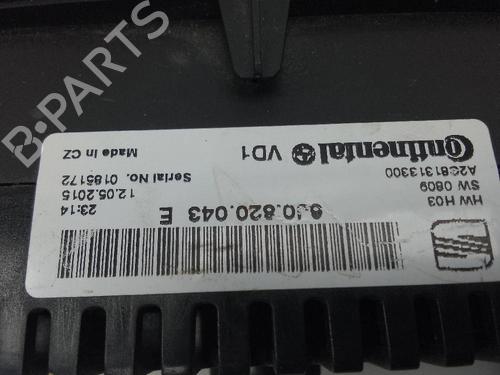 B-PARTS
Continental VD1
A2C81313300
SW 0809
HW H03
Made in CZ
Serial No. 0185172
12.05.2015
23:14
6J0.820.043 E